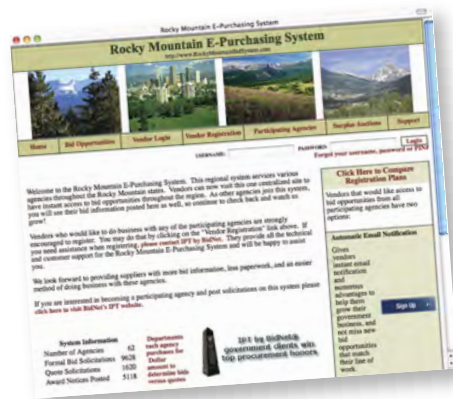 Rocky Mountain E-Purchasing System
Rocky Mountain E-Purchasing System
http://www.RockyMountainBidSystem.com
Home Bid Opportunities Vendor Login Vendor Registration Participating Agencies Surplus Auctions Support
USERNAME: PASSWORD: Login
Forgot your username, password or PIN?
Welcome to the Rocky Mountain E-Purchasing System. This regional system services various
agencies throughout the Rocky Mountain states. Vendors can now visit this one centralized site to
have instant access to bid opportunities throughout the region. As other agencies join this system,
you will see their bid information posted here as well, so continue to check back and watch us
grow!
Vendors who would like to do business with any of the participating agencies are strongly
encouraged to register. You may do that by clicking on the "Vendor Registration" link above. If
you need assistance when registering, please contact IPT by BidNet. They provide all the technical
and customer support for the Rocky Mountain E-Purchasing System and will be happy to assist
you.
We look forward to providing suppliers with more bid information, less paperwork, and an easier
method of doing business with these agencies.
If you are interested in becoming a participating agency and post solicitations on this system please
click here to visit BidNet's IPT website.
System Information
Number of Agencies 62
Formal Bid Solicitations 9628
Quote Solicitations 1620
Award Notices Posted 5118
Departments
each agency
purchases for
Dollar
amount to
determine bids
versus quotes
IPT by BidNet&
government clients win
top procurement honors
Click Here to Compare
Registration Plans
Vendors that would like access to
bid opportunities from all
participating agencies have two
options:
Automatic Email Notification
Gives
vendors
instant email
notification
and
numerous
advantages to
help them
grow their
government
business, and
not miss new
bid
opportunities
that match
their line of
work.
Sign Up